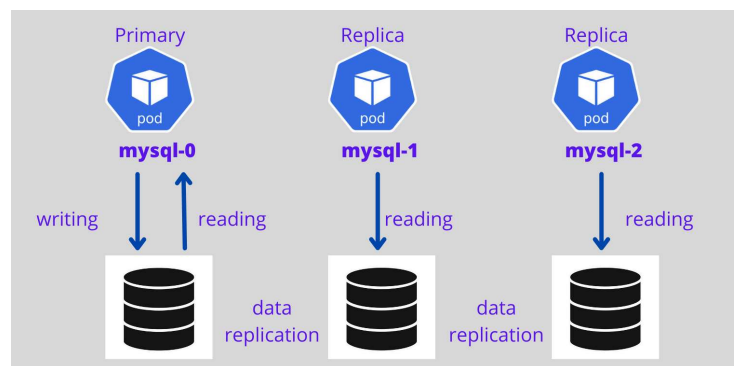 Primary
Replica
Replica
pod
pod
pod
mysql-0
mysql-1
mysql-2
writing
reading
reading
reading
data
replication
data
replication